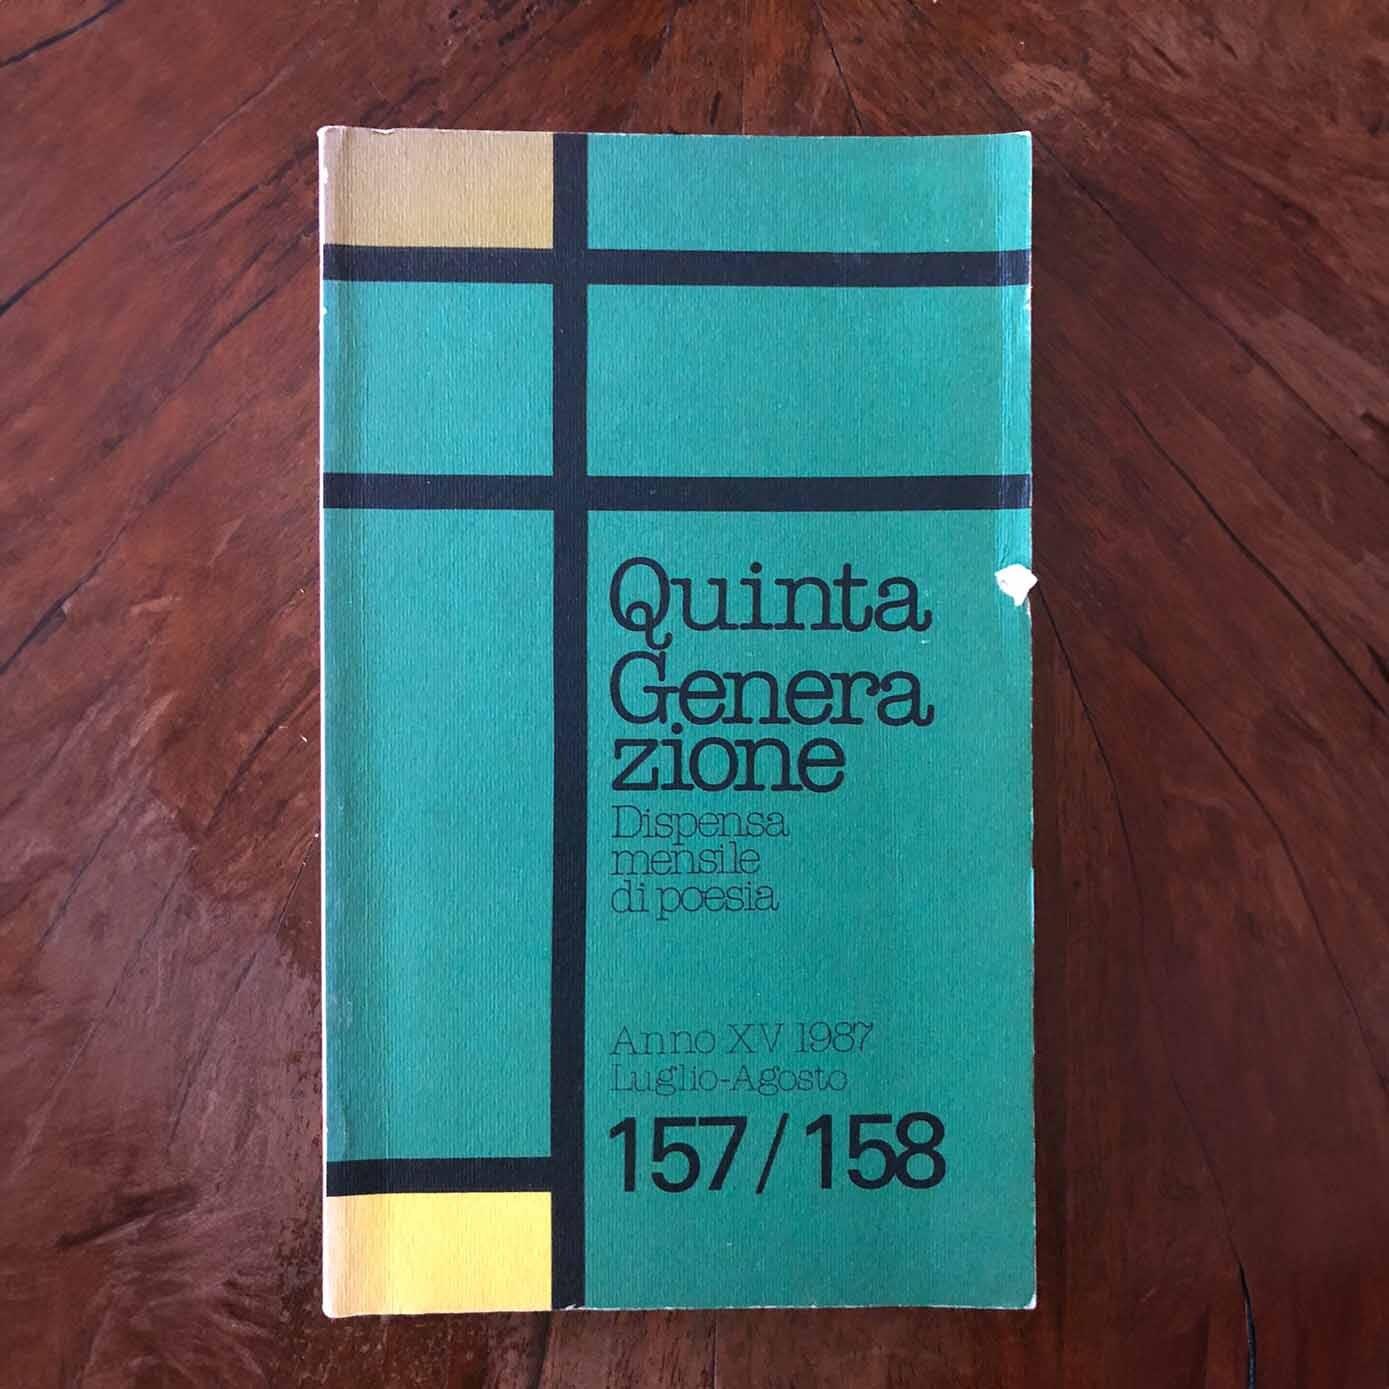 Quinta
Genera
zione
Dispensa
mensile
di poesia
Anno XV 1987
Luglio-Agosto
157/158